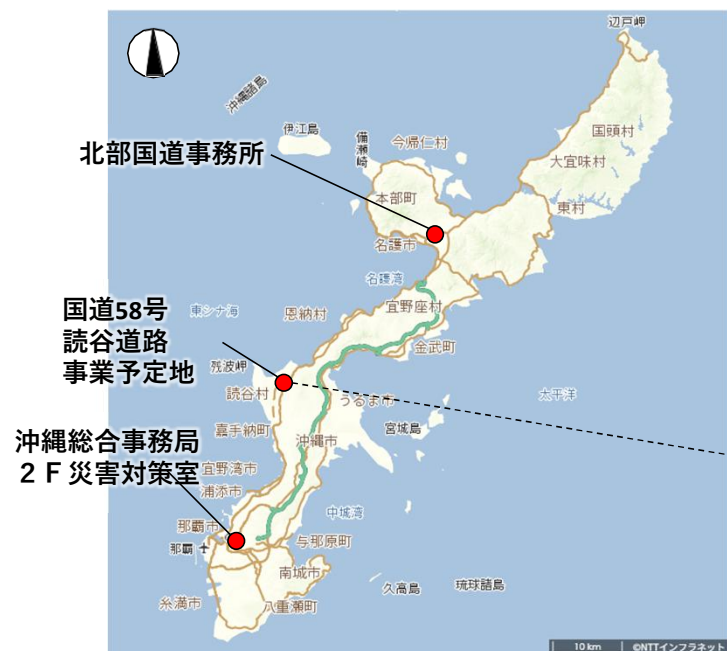 辺戸岬
沖縄諸島
伊江島
備瀬崎
今帰仁村
国頭村
大宜味村
北部国道事務所
本部町
東村
名護市
名護湾
東シナ海
恩納村
宜野座村
国道58号
読谷道路
事業予定地
金武町
残波岬
読谷村
うるま市
太平洋
嘉手納町
沖縄市
宮城島
沖縄総合事務局
２Ｆ災害対策室
宜野湾市
浦添市
中城湾
那覇市
那覇
与那原町
南城市
久高島
琉球諸島
糸満市
八重瀬町
10 km
©NTTインフラネット